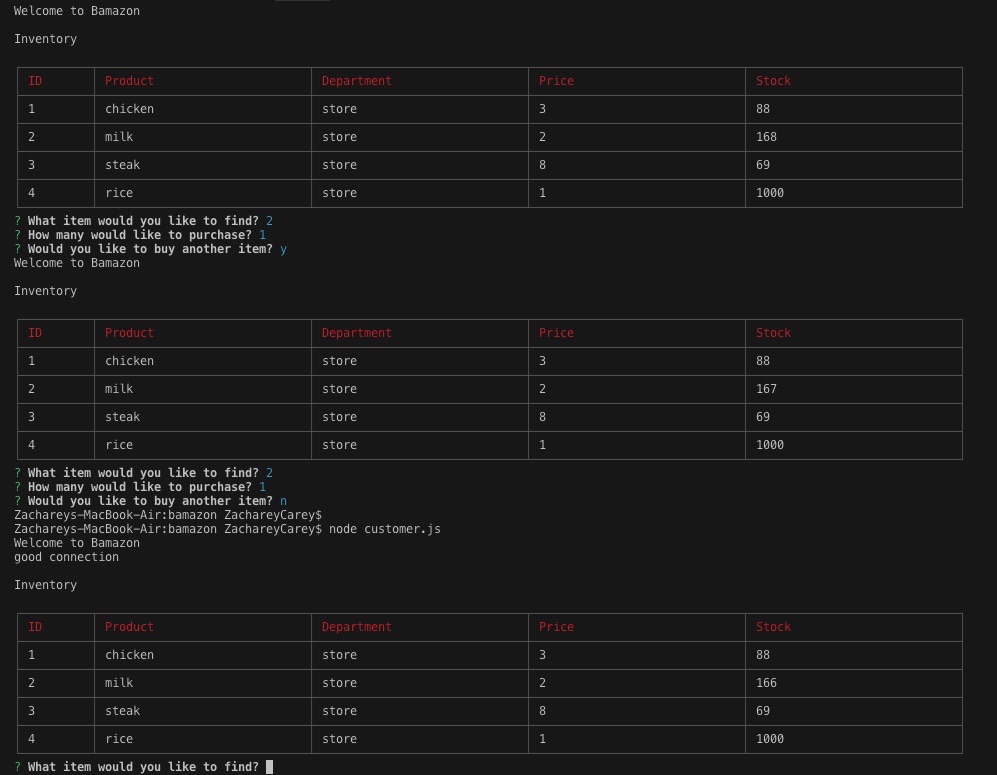 Welcome to Bamazon
Inventory
ID Product Department Price Stock
1 chicken store 3 88
2 milk store 2 168
3 steak store 8 69
4 rice store 1 1000
? What item would you like to find? 2
? How many would like to purchase? 1
? Would you like to buy another item? y
Welcome to Bamazon
Inventory
ID Product Department Price Stock
1 chicken store 3 88
2 milk store 2 167
3 steak store 8 69
4 rice store 1 1000
? What item would you like to find? 2
? How many would like to purchase? 1
? Would you like to buy another item? n
Zachareys-MacBook-Air:bamazon ZachareyCarey$
Zachareys-MacBook-Air:bamazon ZachareyCarey$ node customer.js
Welcome to Bamazon
good connection
Inventory
ID Product Department Price Stock
1 chicken store 3 88
2 milk store 2 166
3 steak store 8 69
4 rice store 1 1000
? What item would you like to find?